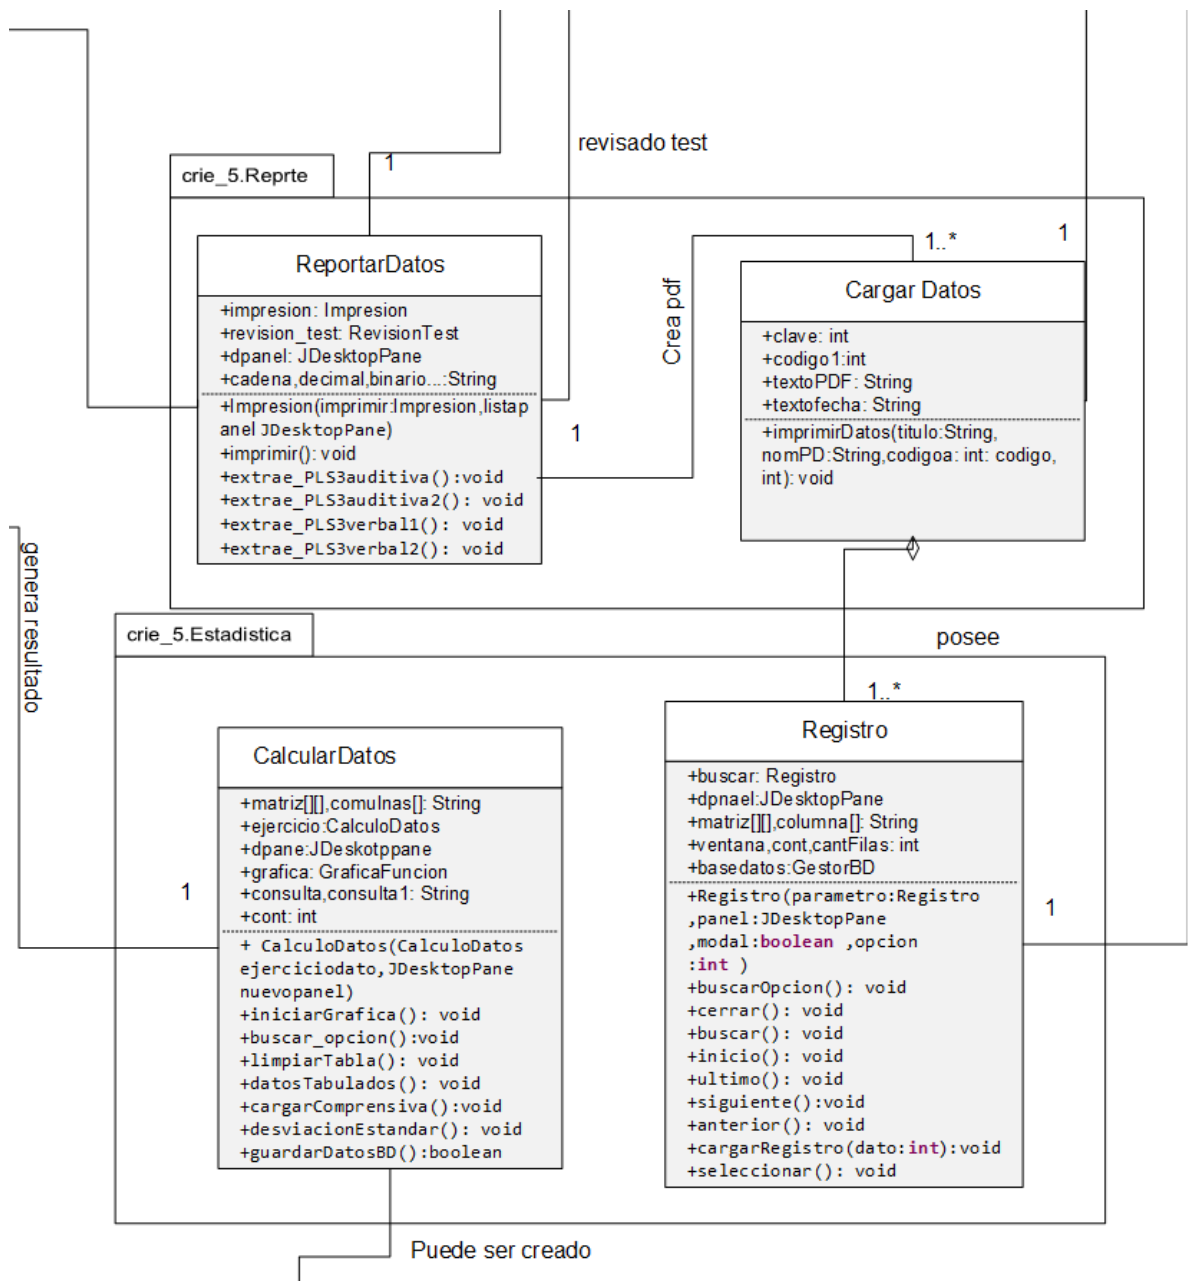 revisado test
1
crie_5.Reprte
ReportarDatos
+impresion: Impresion
+revision_test: RevisionTest
+dpanel: JDesktopPane
+cadena,decimal,binario...:String
+Impresion(imprimir:Impresion,listap
anel JDesktopPane)
+imprimir(): void
+extrae_PLS3auditiva():void
+extrae_PLS3auditiva2(): void
+extrae_PLS3verbal1(): void
+extrae_PLS3verbal2(): void
1
Crea pdf
1..*
1
Cargar Datos
+clave: int
+codigo1:int
+textoPDF: String
+textofecha: String
+imprimirDatos(titulo:String,
nomPD:String,codigoa: int: codigo,
int): void
genera resultado
crie_5.Estadistica
posee
1..*
CalcularDatos
+matriz[][],comulnas[]: String
+ejercicio:CalculoDatos
+dpane:JDeskotppane
+grafica: GraficaFuncion
+consulta,consulta1: String
+cont: int
+ CalculoDatos(CalculoDatos
ejerciciodato,JDesktopPane
nuevopanel)
+iniciarGrafica(): void
+buscar_opcion():void
+limpiarTabla(): void
+datosTabulados(): void
+cargarComprensiva():void
+desviacionEstandar(): void
+guardarDatosBD():boolean
1
Registro
+buscar: Registro
+dpnael:JDesktopPane
+matriz[][],columna[]: String
+ventana,cont,cantFilas: int
+basedatos:GestorBD
+Registro(parametro:Registro
,panel:JDesktopPane
,modal:boolean ,opcion
:int )
+buscarOpcion(): void
+cerrar(): void
+buscar(): void
+inicio(): void
+ultimo(): void
+siguiente():void
+anterior(): void
+cargarRegistro(dato:int):void
+seleccionar(): void
1
Puede ser creado